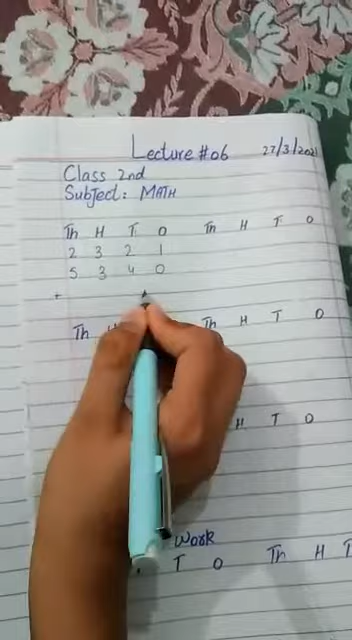 Lecture #06 27/3/2021
Class 2nd
Subject: MATH
Th H T O Th H T O
2 3 2 1
5 3 4 0
+
Th H Th H T O
H T O
Work
T O Th H T